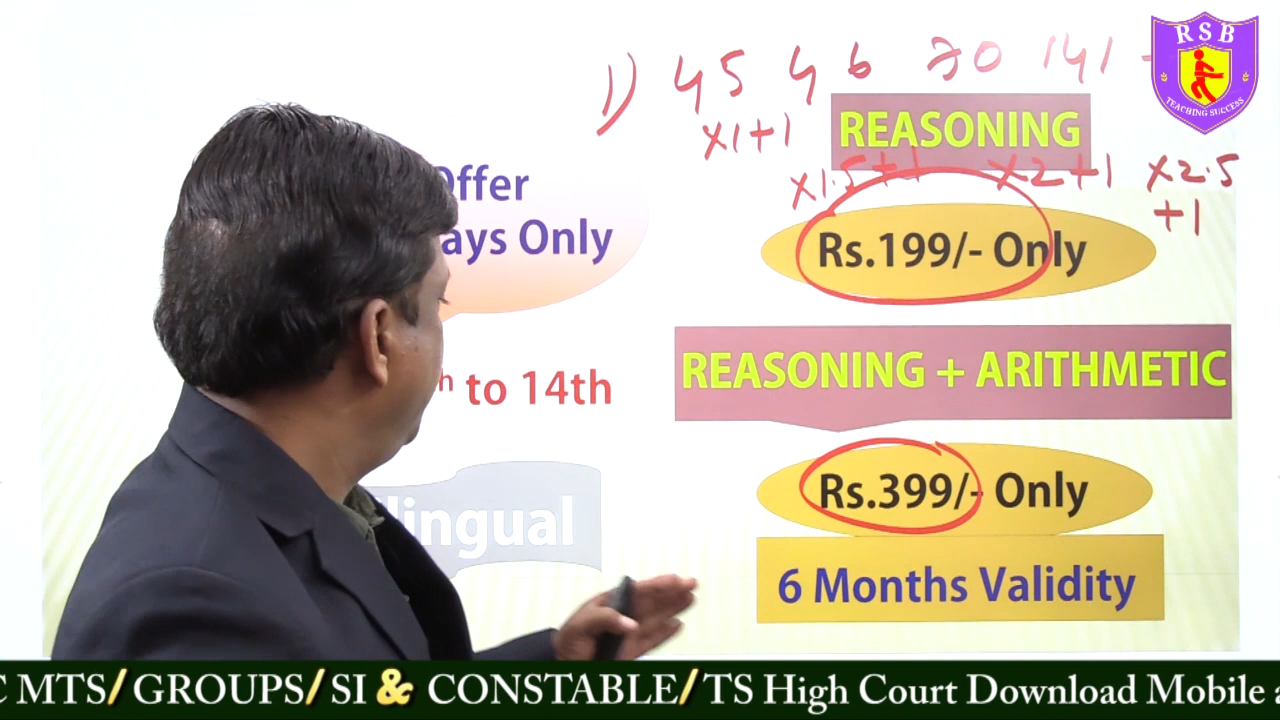 1) 45 46 70 141
RSB
TEACHING SUCCESS
x1+1
REASONING
x1.5+1 x2+1 x2.5
+1
Offer
ays Only
Rs.199/- Only
REASONING + ARITHMETIC
h to 14th
Rs.399/- Only
lingual
6 Months Validity
C MTS/GROUPS/SI & CONSTABLE/TS High Court Download Mobile a